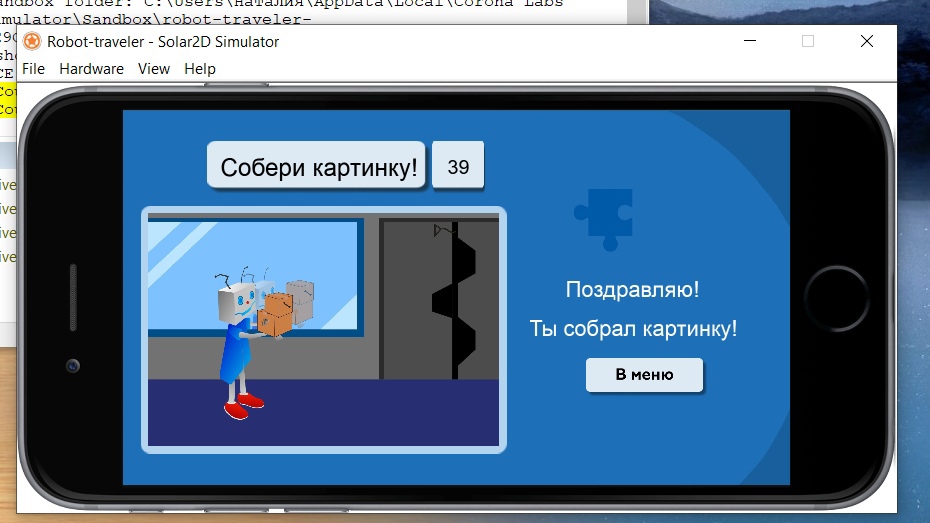 andbox folder: C:\Users\Наталия\AppData\Local\Corona Labs
mulator\Sandbox\robot-traveler-
Robot-traveler - Solar2D Simulator
File Hardware View Help
Собери картинку!
39
Поздравляю!
Ты собрал картинку!
В меню